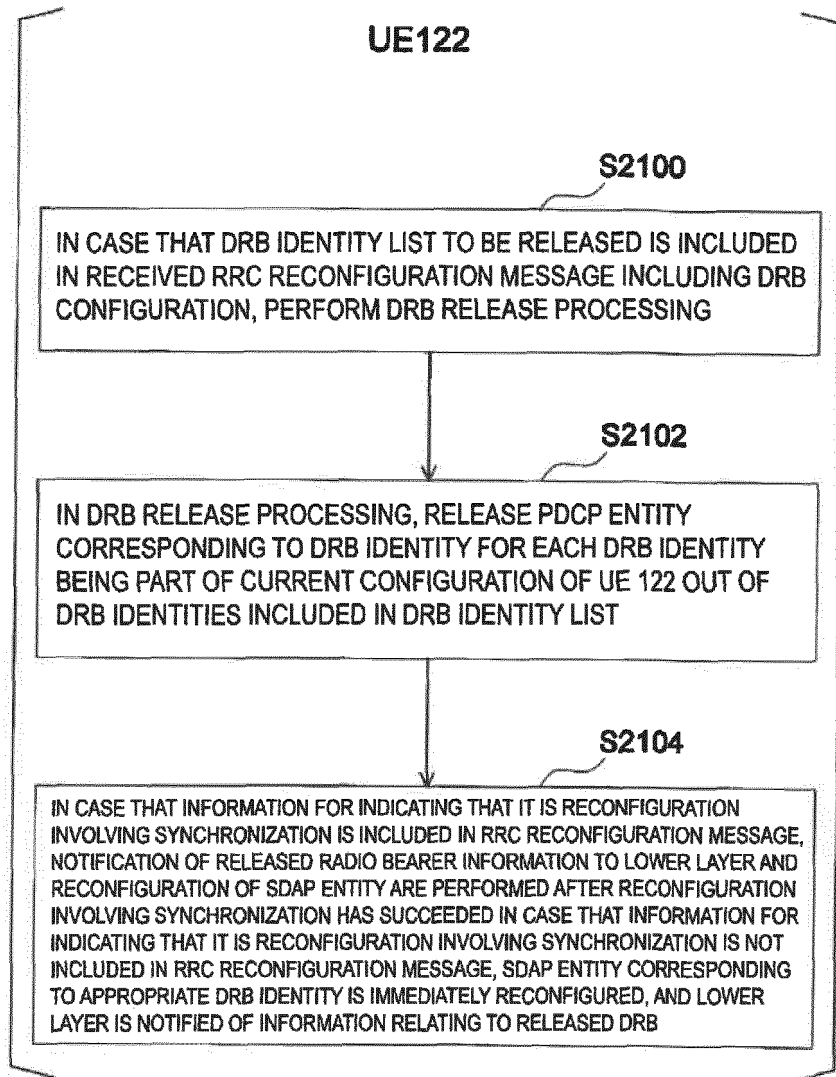 UE122
S2100
IN CASE THAT DRB IDENTITY LIST TO BE RELEASED IS INCLUDED
IN RECEIVED RRC RECONFIGURATION MESSAGE INCLUDING DRB
CONFIGURATION, PERFORM DRB RELEASE PROCESSING
S2102
IN DRB RELEASE PROCESSING, RELEASE PDCP ENTITY
CORRESPONDING TO DRB IDENTITY FOR EACH DRB IDENTITY
BEING PART OF CURRENT CONFIGURATION OF UE 122 OUT OF
DRB IDENTITIES INCLUDED IN DRB IDENTITY LIST
S2104
IN CASE THAT INFORMATION FOR INDICATING THAT IT IS RECONFIGURATION
INVOLVING SYNCHRONIZATION IS INCLUDED IN RRC RECONFIGURATION MESSAGE,
NOTIFICATION OF RELEASED RADIO BEARER INFORMATION TO LOWER LAYER AND
RECONFIGURATION OF SDAP ENTITY ARE PERFORMED AFTER RECONFIGURATION
INVOLVING SYNCHRONIZATION HAS SUCCEEDED IN CASE THAT INFORMATION FOR
INDICATING THAT IT IS RECONFIGURATION INVOLVING SYNCHRONIZATION IS NOT
INCLUDED IN RRC RECONFIGURATION MESSAGE, SDAP ENTITY CORRESPONDING
TO APPROPRIATE DRB IDENTITY IS IMMEDIATELY RECONFIGURED, AND LOWER
LAYER IS NOTIFIED OF INFORMATION RELATING TO RELEASED DRB